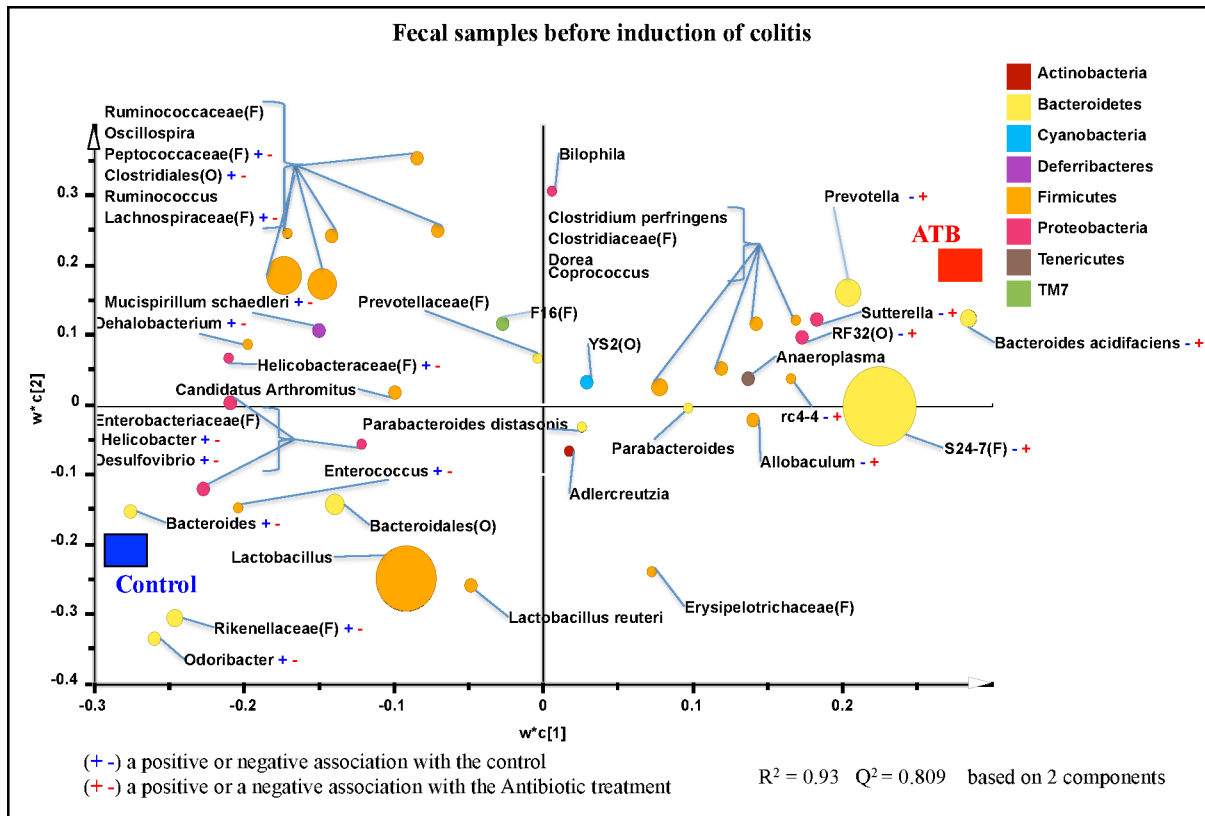 Fecal samples before induction of colitis
Actinobacteria
Bacteroidetes
Cyanobacteria
Deferribacteres
Firmicutes
Proteobacteria
Tenericutes
TM7
Ruminococcaceae(F)
Oscillospira
Peptococcaceae(F) + -
Clostridiales(O) + -
Ruminococcus
Lachnospiraceae(F) + -
Bilophila
Clostridium perfringens
Clostridiaceae(F)
Dorea
Coprococcus
Prevotella - +
ATB
Mucispirillum schaedleri + -
Dehalobacterium + -
Helicobacteraceae(F) + -
Candidatus Arthromitus
Prevotellaceae(F)
F16(F)
YS2(O)
Sutterella - +
RF32(O) - +
Anaeroplasma
Bacteroides acidifaciens - +
rc4-4 - +
Enterobacteriaceae(F)
Helicobacter + -
Desulfovibrio + -
Parabacteroides distasonis
Parabacteroides
S24-7(F) - +
Allobaculum - +
Enterococcus + -
Adlercreutzia
Bacteroides + -
Bacteroidales(O)
Lactobacillus
Control
Lactobacillus reuteri
Erysipelotrichaceae(F)
Rikenellaceae(F) + -
Odoribacter + -
w*c[2]
0.3
0.2
0.1
0
-0.1
-0.2
-0.3
-0.4
-0.3
-0.2
-0.1
0
0.1
0.2
w*c[1]
(+ -) a positive or negative association with the control
(+ -) a positive or a negative association with the Antibiotic treatment
R² = 0.93 Q² = 0.809 based on 2 components